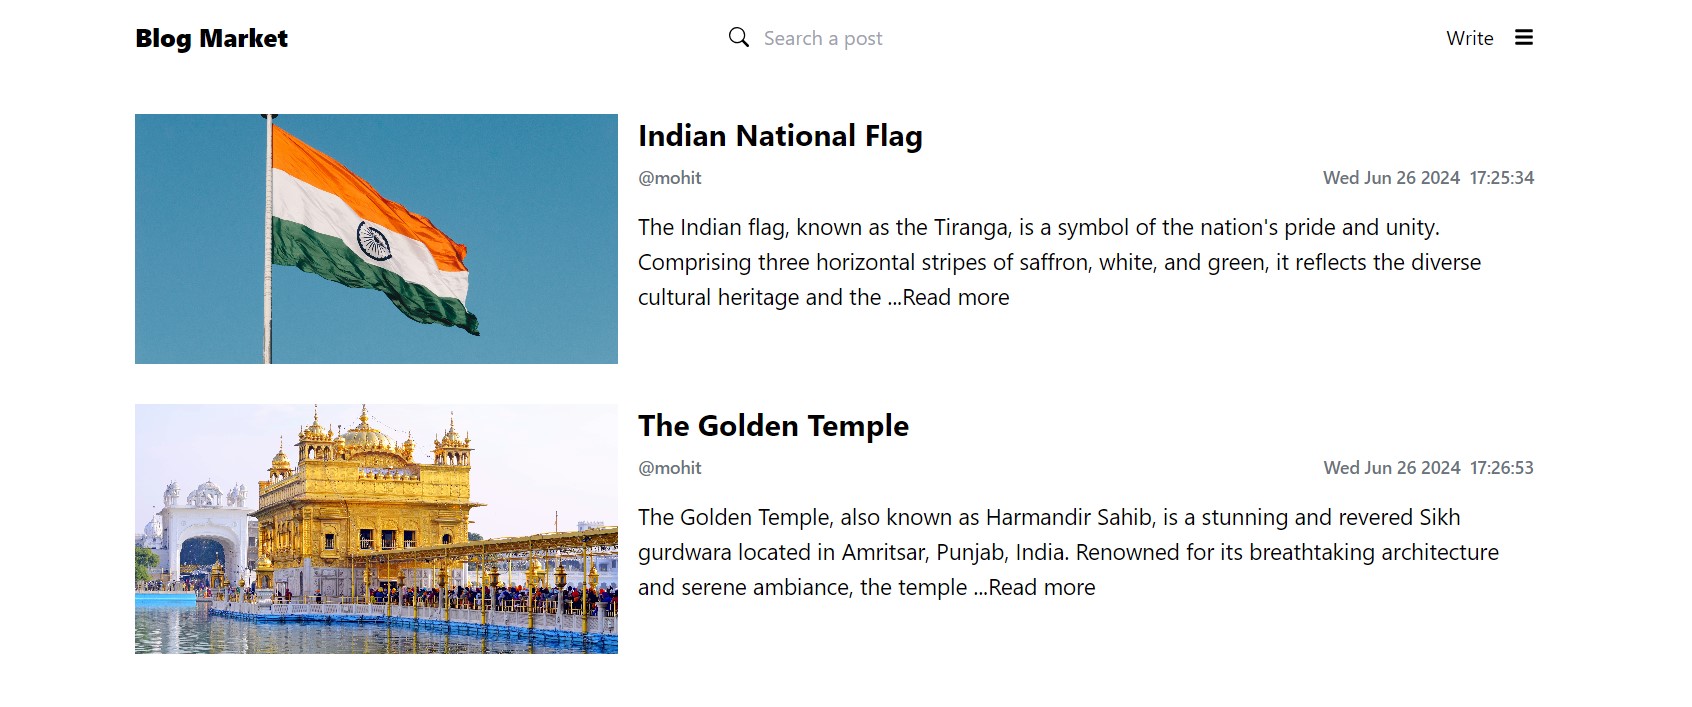 Blog Market
Search a post
Write
Indian National Flag
@mohit
Wed Jun 26 2024 17:25:34
The Indian flag, known as the Tiranga, is a symbol of the nation's pride and unity.
Comprising three horizontal stripes of saffron, white, and green, it reflects the diverse
cultural heritage and the ...Read more
The Golden Temple
@mohit
Wed Jun 26 2024 17:26:53
The Golden Temple, also known as Harmandir Sahib, is a stunning and revered Sikh
gurdwara located in Amritsar, Punjab, India. Renowned for its breathtaking architecture
and serene ambiance, the temple ...Read more